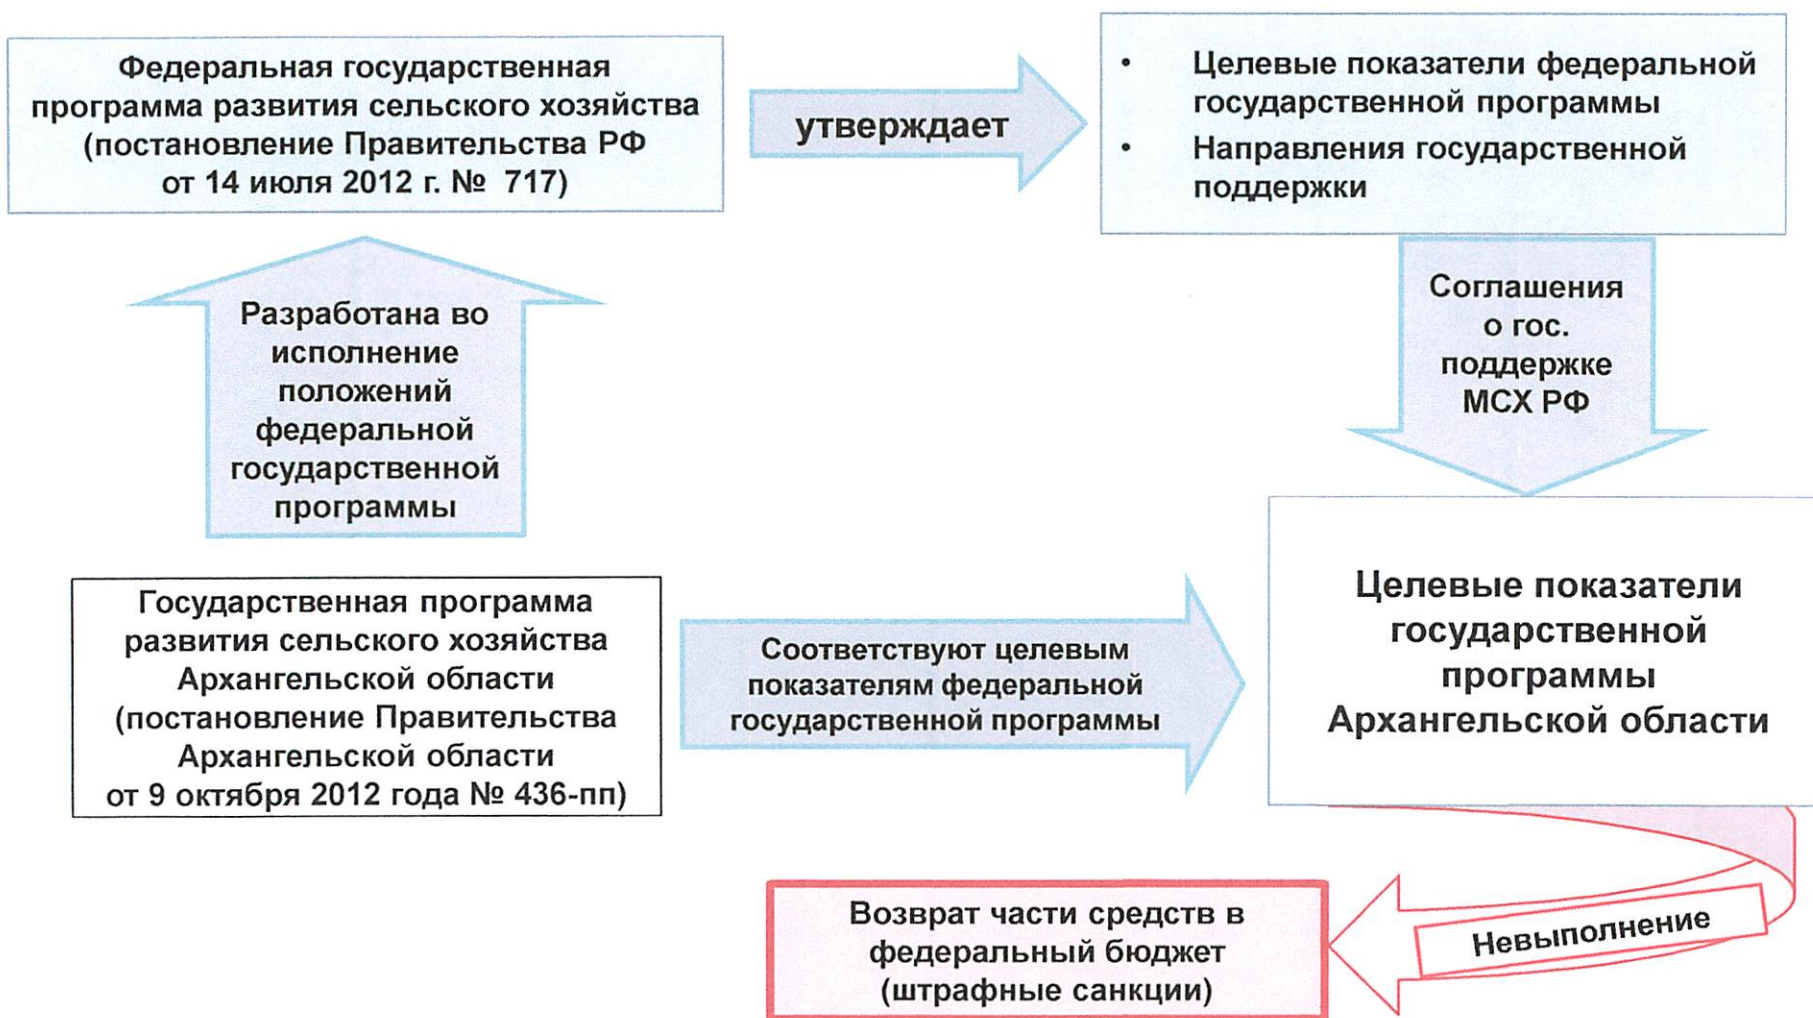 Федеральная государственная
программа развития сельского хозяйства
(постановление Правительства РФ
от 14 июля 2012 г. № 717)
утверждает
• Целевые показатели федеральной
государственной программы
• Направления государственной
поддержки
Разработана во
исполнение
положений
федеральной
государственной
программы
Соглашения
о гос.
поддержке
МСХ РФ
Государственная программа
развития сельского хозяйства
Архангельской области
(постановление Правительства
Архангельской области
от 9 октября 2012 года № 436-пп)
Соответствуют целевым
показателям федеральной
государственной программы
Целевые показатели
государственной
программы
Архангельской области
Невыполнение
Возврат части средств в
федеральный бюджет
(штрафные санкции)